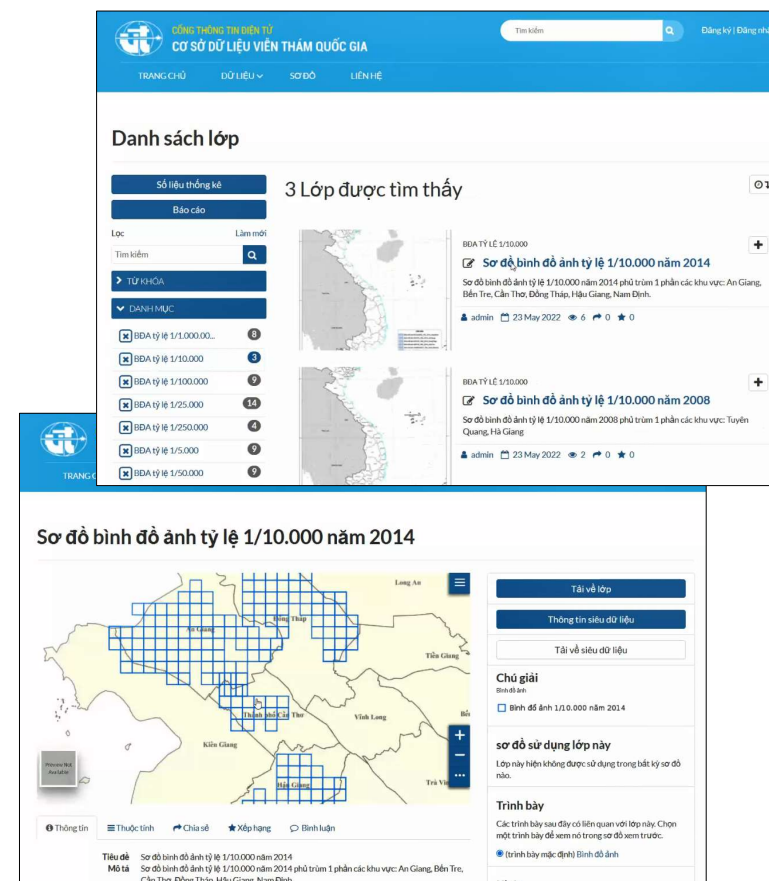 CỔNG THÔNG TIN ĐIỆN TỬ
CƠ SỞ DỮ LIỆU VIỄN THÁM QUỐC GIA
Tìm kiếm
Đăng ký | Đăng nhậ
TRANG CHỦ DỮ LIỆU SƠ ĐỒ LIÊN HỆ
Danh sách lớp
Số liệu thống kê
Báo cáo
Lọc Làm mới
Tìm kiếm
TỪ KHÓA
DANH MỤC
BĐA tỷ lệ 1/1.000.00... 8
BĐA tỷ lệ 1/10.000 3
BĐA tỷ lệ 1/100.000 9
BĐA tỷ lệ 1/25.000 14
BĐA tỷ lệ 1/250.000 4
BĐA tỷ lệ 1/5.000 9
BĐA tỷ lệ 1/50.000 9
3 Lớp được tìm thấy
BĐA TỶ LỆ 1/10.000
Sơ đồ bình đồ ảnh tỷ lệ 1/10.000 năm 2014
Sơ đồ bình đồ ảnh tỷ lệ 1/10.000 năm 2014 phủ trùm 1 phần các khu vực: An Giang,
Bến Tre, Cần Thơ, Đồng Tháp, Hậu Giang, Nam Định.
admin 23 May 2022 6 0 0
BĐA TỶ LỆ 1/10.000
Sơ đồ bình đồ ảnh tỷ lệ 1/10.000 năm 2008
Sơ đồ bình đồ ảnh tỷ lệ 1/10.000 năm 2008 phủ trùm 1 phần các khu vực: Tuyên
Quang, Hà Giang
admin 23 May 2022 2 0 0
TRANG C
Sơ đồ bình đồ ảnh tỷ lệ 1/10.000 năm 2014
Long An
Đồng Tháp
An Giang
Tiền Giang
Thành phố Cần Thơ
Vĩnh Long
Bế
Kiên Giang
Hậu Giang
Trà Vi
Preview Not
Available
Thông tin Thuộc tính Chia sẻ Xếp hạng Bình luận
Tiêu đề Sơ đồ bình đồ ảnh tỷ lệ 1/10.000 năm 2014
Mô tả Sơ đồ bình đồ ảnh tỷ lệ 1/10.000 năm 2014 phủ trùm 1 phần các khu vực: An Giang, Bến Tre,
Cần Thơ, Đồng Tháp, Hậu Giang, Nam Định.
Tải về lớp
Thông tin siêu dữ liệu
Tải về siêu dữ liệu
Chú giải
Bình đồ ảnh
Bình đồ ảnh 1/10.000 năm 2014
sơ đồ sử dụng lớp này
Lớp này hiện không được sử dụng trong bất kỳ sơ đồ
nào.
Trình bày
Các trình bày sau đây có liên quan với lớp này. Chọn
một trình bày để xem nó trong sơ đồ xem trước.
(trình bày mặc định) Bình đồ ảnh